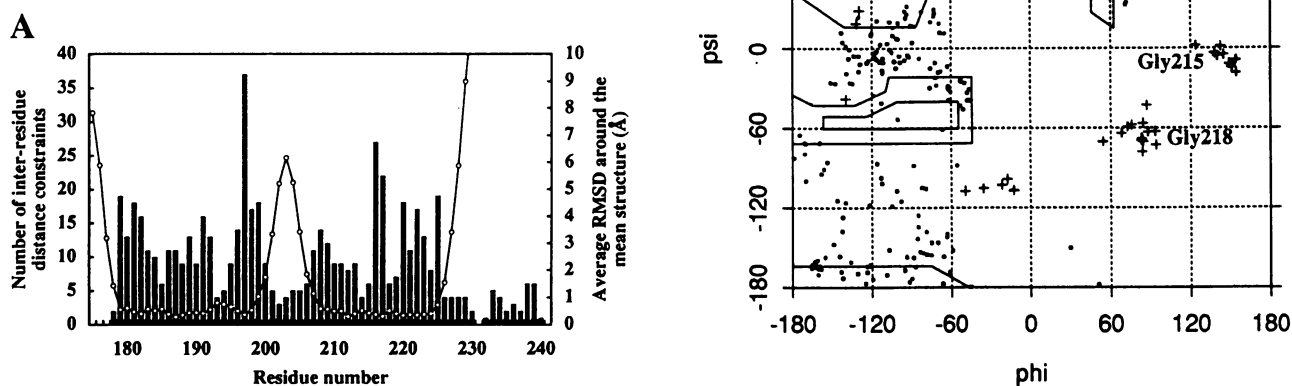 A
Number of inter-residue
distance constraints
40
35
30
25
20
15
10
5
0
180 190 200 210 220 230 240
Residue number
10
9
8
7
6
5
4
3
2
1
0
Average RMSD around the
mean structure (Å)
psi
0
-60
-120
-180
Gly215
Gly218
-180 -120 -60 0 60 120 180
phi